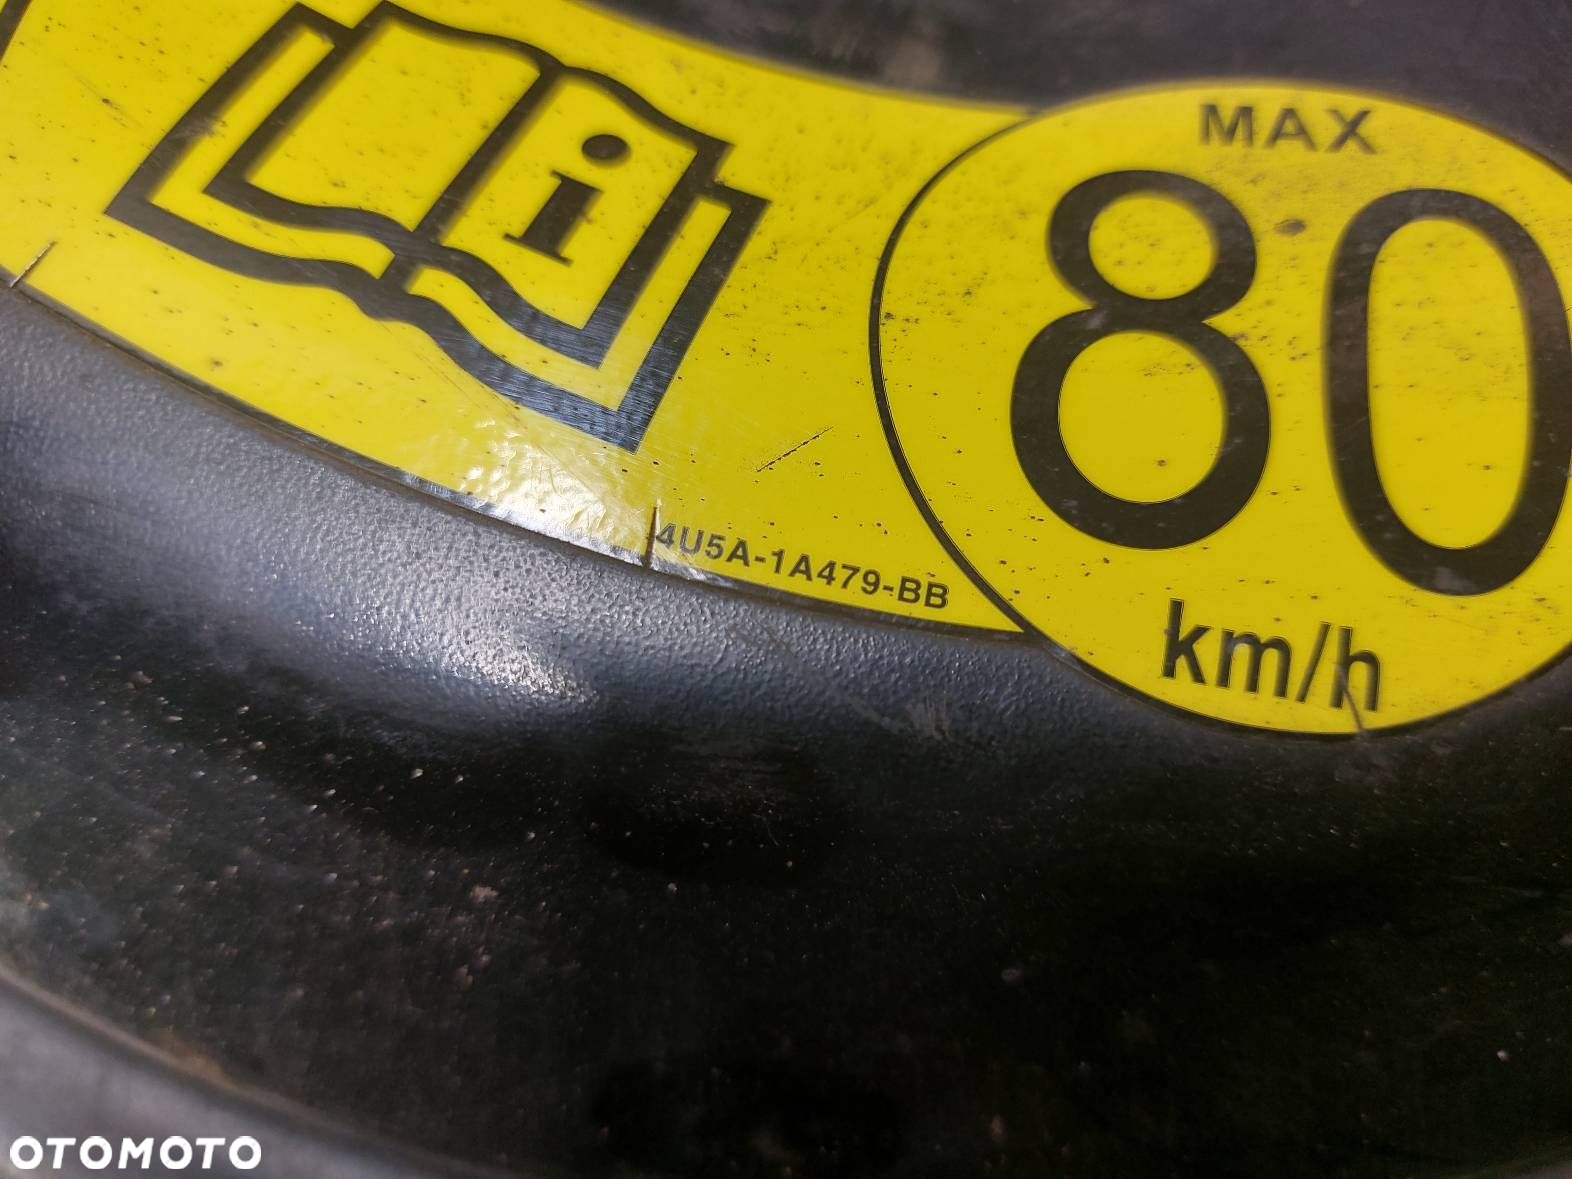 MAX
80
km/h
i
4U5A-1A479-BB
OTOMOTO